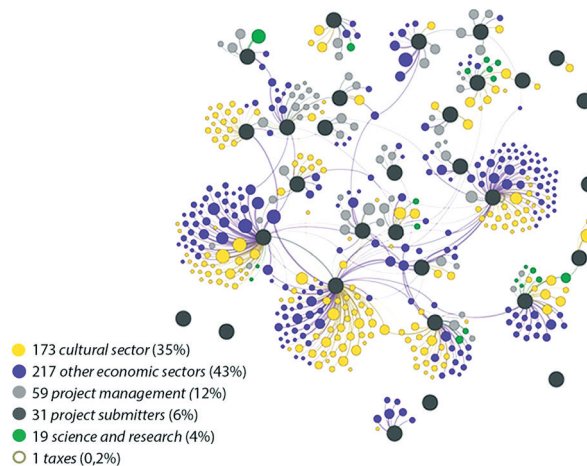 173 cultural sector (35%)
217 other economic sectors (43%)
59 project management (12%)
31 project submitters (6%)
19 science and research (4%)
1 taxes (0,2%)